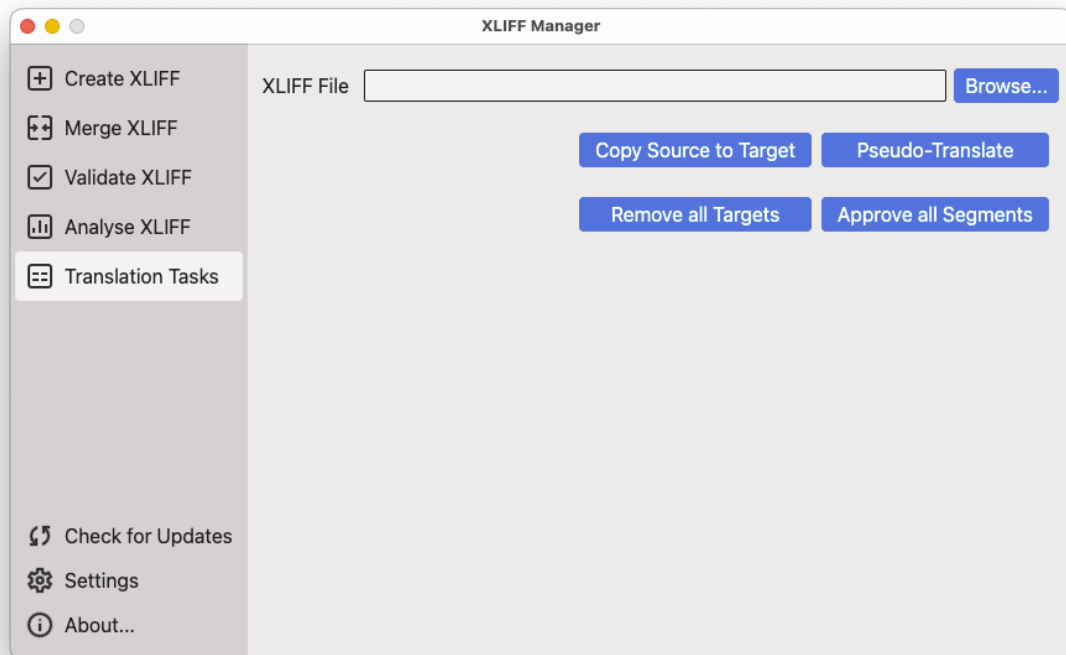 XLIFF Manager
Create XLIFF
Merge XLIFF
Validate XLIFF
Analyse XLIFF
Translation Tasks
Check for Updates
Settings
About...
XLIFF File
Browse...
Copy Source to Target
Pseudo-Translate
Remove all Targets
Approve all Segments